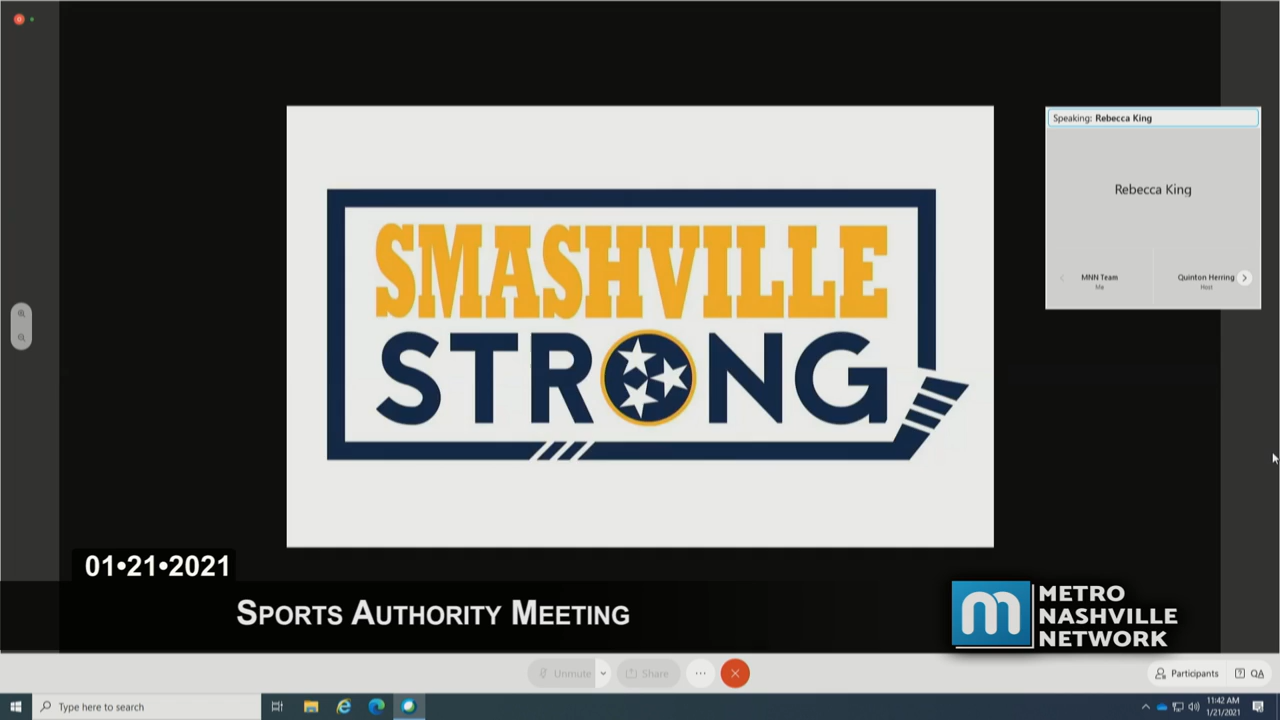 Speaking: Rebecca King
Rebecca King
MNN Team
Me
Quinton Herring
Host
SMASHVILLE
STRONG
01•21•2021
SPORTS AUTHORITY MEETING
m METRO
NASHVILLE
NETWORK
Unmute
Share
Participants
QA
Type here to search
11:42 AM
1/21/2021